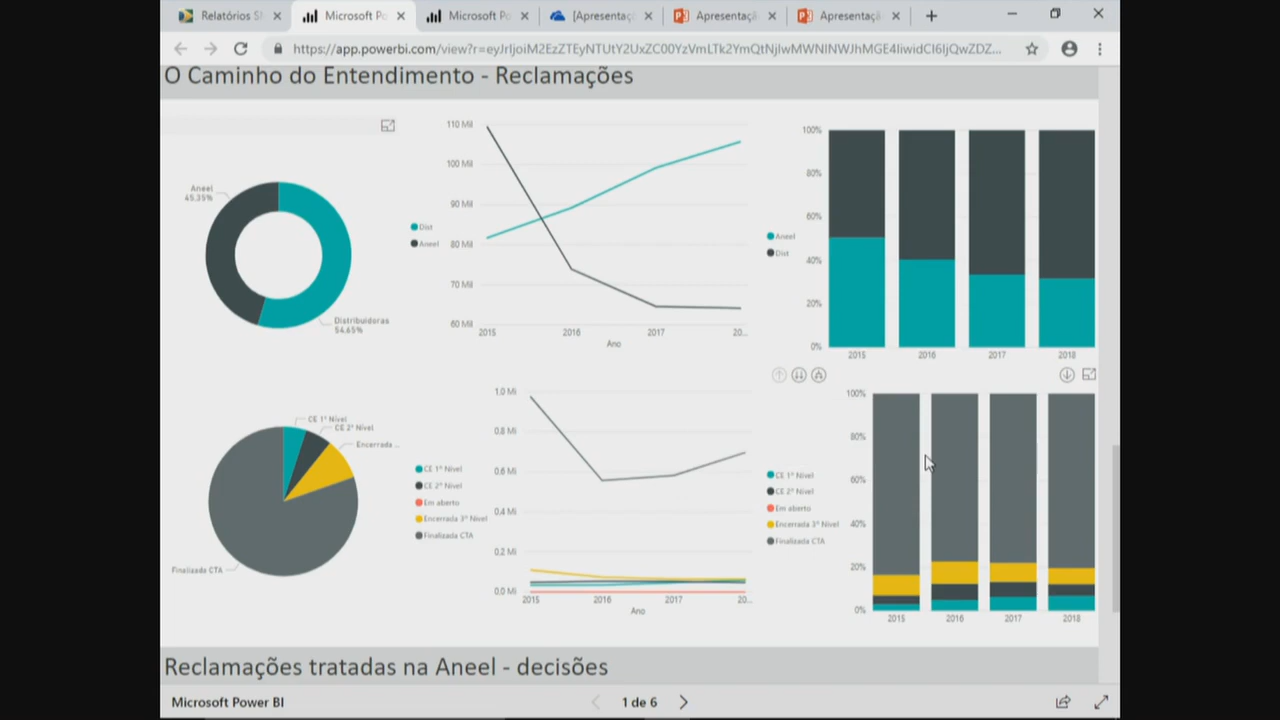 Relatórios SI
Microsoft Po
Microsoft Po
[Apresentaç
Apresentaçã
Apresentaçã
O Caminho do Entendimento - Reclamações
Aneel
45,35%
Distribuidoras
54,65%
Dist
Aneel
110 Mil
100 Mil
90 Mil
80 Mil
70 Mil
60 Mil
2015
2016
2017
20...
Ano
Aneel
Dist
100%
80%
60%
40%
20%
0%
2015
2016
2017
2018
CE 1º Nível
CE 2º Nível
Encerrada ...
Finalizada CTA
CE 1º Nível
CE 2º Nível
Em aberto
Encerrada 3º Nível
Finalizada CTA
1.0 Mi
0.8 Mi
0.6 Mi
0.4 Mi
0.2 Mi
0.0 Mi
2015
2016
2017
20...
Ano
CE 1º Nível
CE 2º Nível
Em aberto
Encerrada 3º Nível
Finalizada CTA
100%
80%
60%
40%
20%
0%
2015
2016
2017
2018
Reclamações tratadas na Aneel - decisões
Microsoft Power BI
1 de 6